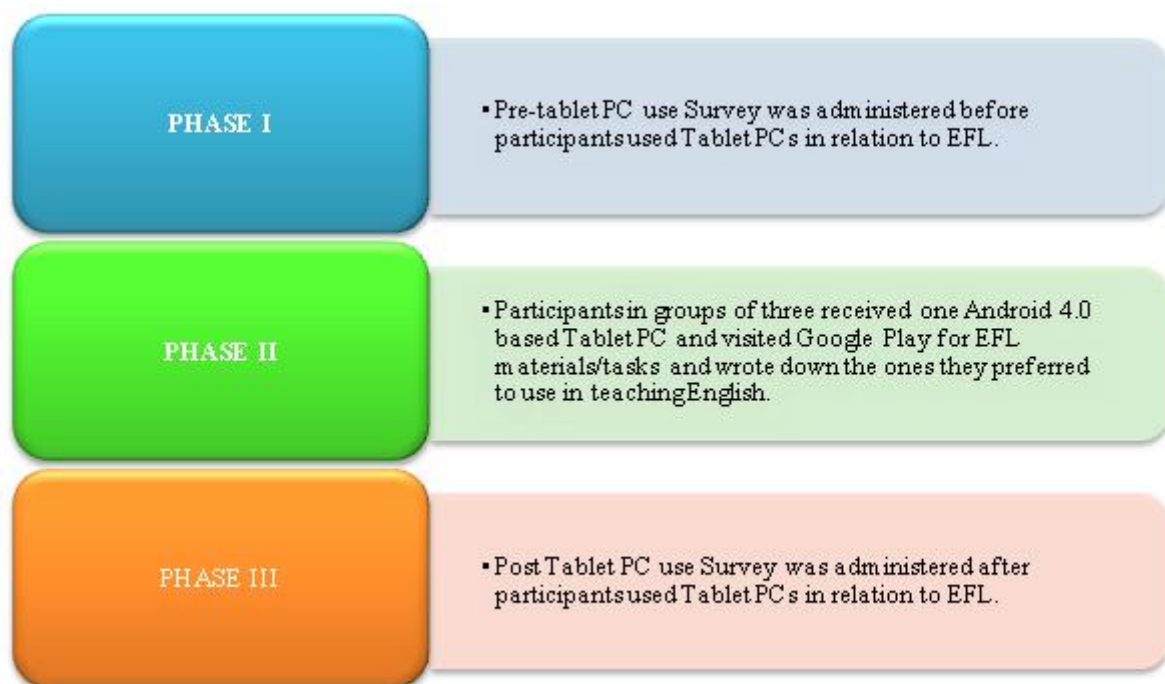 PHASE I
▪ Pre-tablet PC use Survey was administered before
participants used Tablet PCs in relation to EFL.
PHASE II
▪ Participants in groups of three received one Android 4.0
based Tablet PC and visited Google Play for EFL
materials/tasks and wrote down the ones they preferred
to use in teaching English.
PHASE III
▪ Post Tablet PC use Survey was administered after
participants used Tablet PCs in relation to EFL.